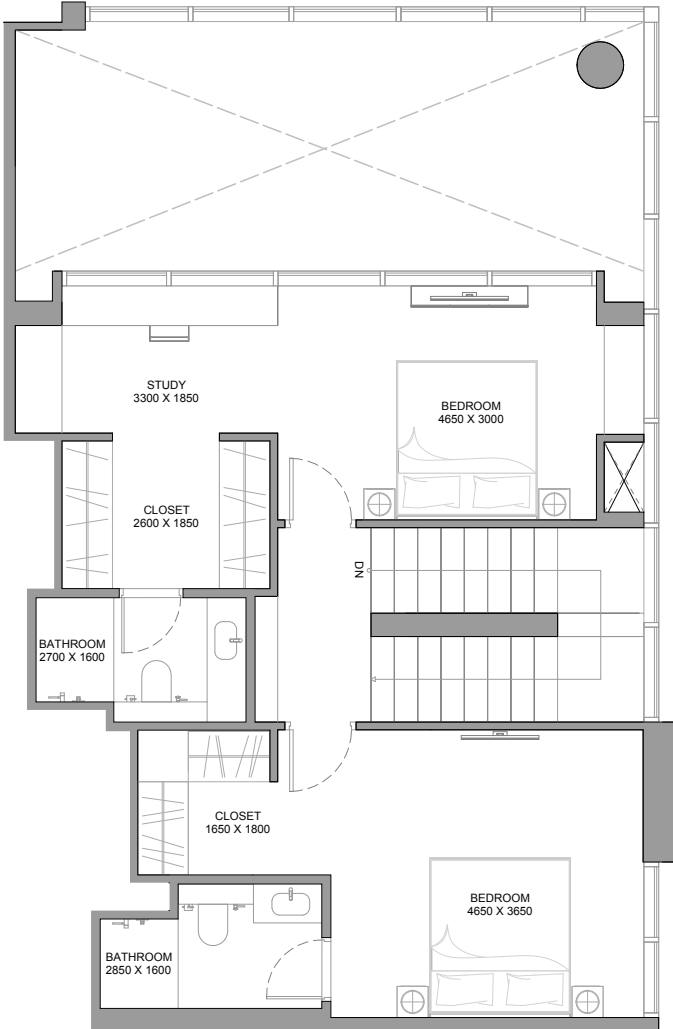 STUDY
3300 X 1850
BEDROOM
4650 X 3000
CLOSET
2600 X 1850
DN
BATHROOM
2700 X 1600
CLOSET
1650 X 1800
BEDROOM
4650 X 3650
BATHROOM
2850 X 1600